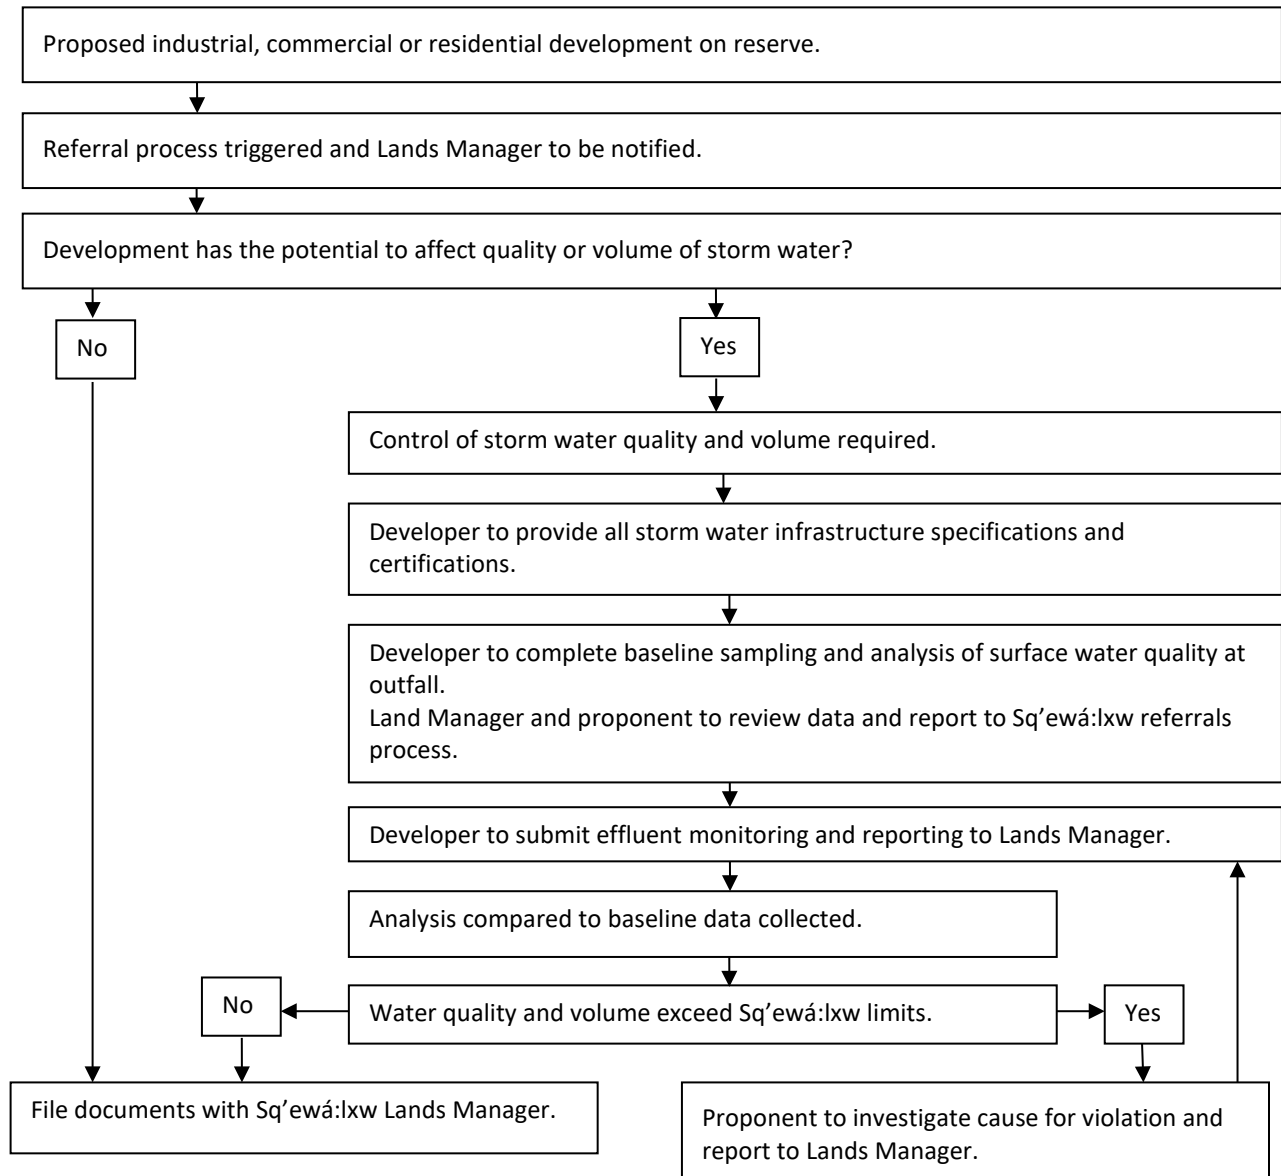 Proposed industrial, commercial or residential development on reserve.
Referral process triggered and Lands Manager to be notified.
Development has the potential to affect quality or volume of storm water?
No
Yes
Control of storm water quality and volume required.
Developer to provide all storm water infrastructure specifications and
certifications.
Developer to complete baseline sampling and analysis of surface water quality at
outfall.
Land Manager and proponent to review data and report to Sq’ewá:lxw referrals
process.
Developer to submit effluent monitoring and reporting to Lands Manager.
Analysis compared to baseline data collected.
No
Water quality and volume exceed Sq’ewá:lxw limits.
Yes
File documents with Sq’ewá:lxw Lands Manager.
Proponent to investigate cause for violation and
report to Lands Manager.